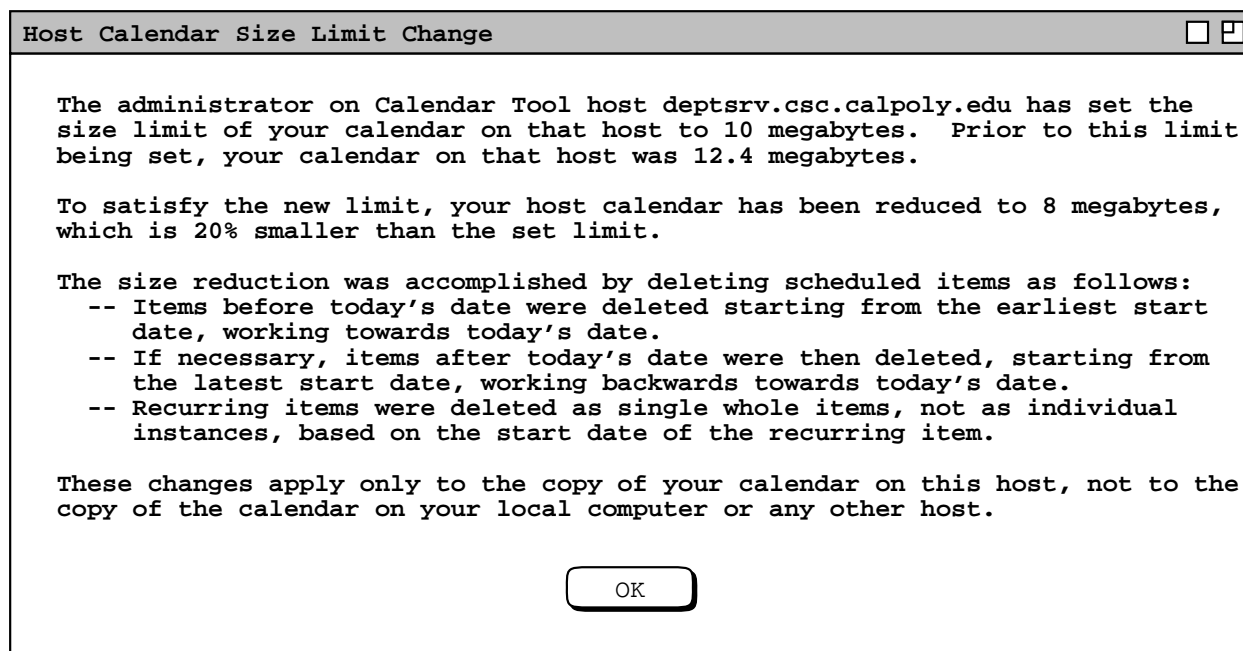 Host Calendar Size Limit Change
The administrator on Calendar Tool host deptsrv.csc.calpoly.edu has set the
size limit of your calendar on that host to 10 megabytes.  Prior to this limit
being set, your calendar on that host was 12.4 megabytes.
To satisfy the new limit, your host calendar has been reduced to 8 megabytes,
which is 20% smaller than the set limit.
The size reduction was accomplished by deleting scheduled items as follows:
-- Items before today’s date were deleted starting from the earliest start
date, working towards today’s date.
-- If necessary, items after today’s date were then deleted, starting from
the latest start date, working backwards towards today’s date.
-- Recurring items were deleted as single whole items, not as individual
instances, based on the start date of the recurring item.
These changes apply only to the copy of your calendar on this host, not to the
copy of the calendar on your local computer or any other host.
OK